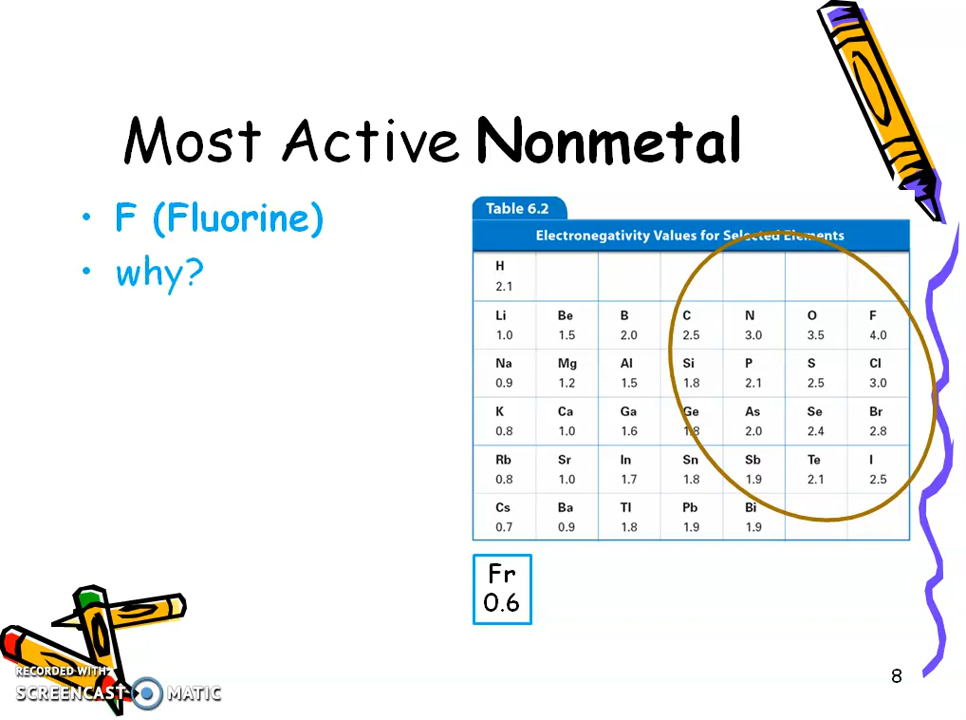 Most Active Nonmetal
• F (Fluorine)
• why?
Table 6.2
Electronegativity Values for Selected Elements
H
2.1
Li Be B C N O F
1.0 1.5 2.0 2.5 3.0 3.5 4.0
Na Mg Al Si P S Cl
0.9 1.2 1.5 1.8 2.1 2.5 3.0
K Ca Ga Ge As Se Br
0.8 1.0 1.6 1.8 2.0 2.4 2.8
Rb Sr In Sn Sb Te I
0.8 1.0 1.7 1.8 1.9 2.1 2.5
Cs Ba Tl Pb Bi
0.7 0.9 1.8 1.9 1.9
Fr
0.6
RECORDED WITH
SCREENCAST MATIC
8